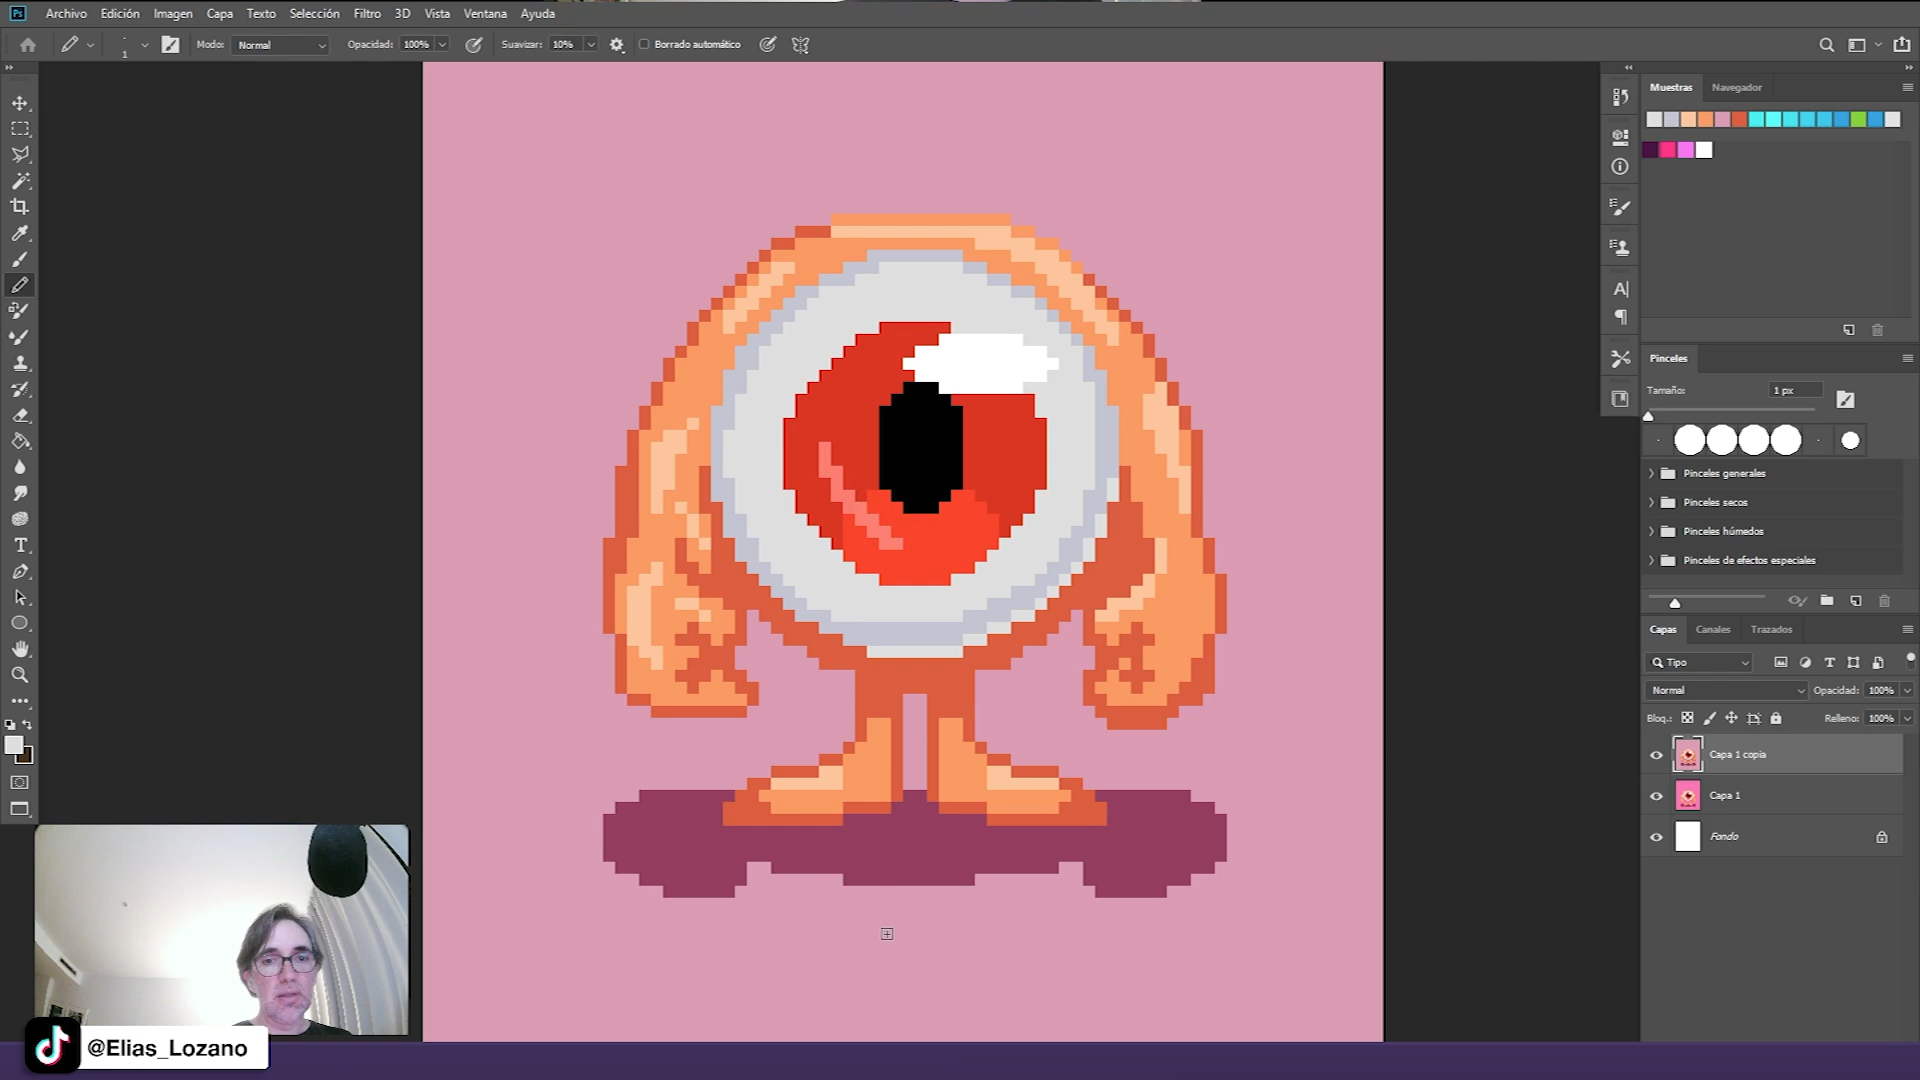 Ps Archivo Edición Imagen Capa Texto Selección Filtro 3D Vista Ventana Ayuda
1 Modo: Normal Opacidad: 100% Suavizar: 10% Borrado automático
Muestras Navegador
Pinceles
Tamaño: 1 px
Pinceles generales
Pinceles secos
Pinceles húmedos
Pinceles de efectos especiales
Capas Canales Trazados
Tipo
Normal Opacidad: 100%
Bloq.: Relleno: 100%
Capa 1 copia
Capa 1
Fondo
@Elias_Lozano